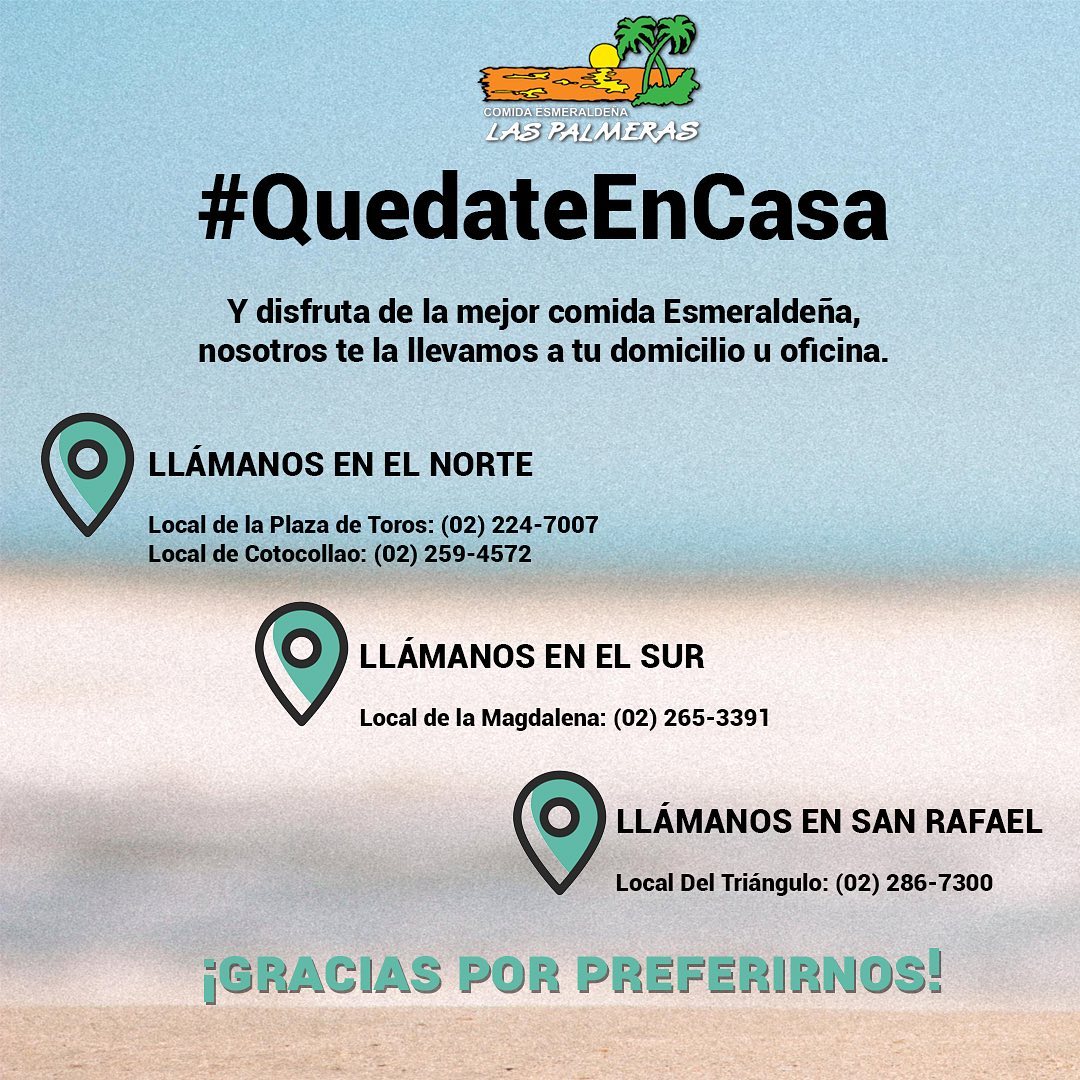 COMIDA ESMERALDEÑA
LAS PALMERAS
#QuedateEnCasa
Y disfruta de la mejor comida Esmeraldeña,
nosotros te la llevamos a tu domicilio u oficina.
LLÁMANOS EN EL NORTE
Local de la Plaza de Toros: (02) 224-7007
Local de Cotocollao: (02) 259-4572
LLÁMANOS EN EL SUR
Local de la Magdalena: (02) 265-3391
LLÁMANOS EN SAN RAFAEL
Local Del Triángulo: (02) 286-7300
¡GRACIAS POR PREFERIRNOS!